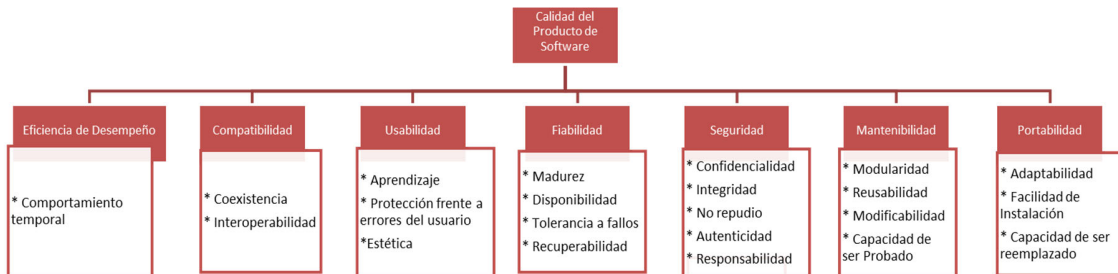 Calidad del
Producto de
Software
Eficiencia de Desempeño
* Comportamiento
temporal
Compatibilidad
* Coexistencia
* Interoperabilidad
Usabilidad
* Aprendizaje
* Protección frente a
errores del usuario
*Estética
Fiabilidad
* Madurez
* Disponibilidad
* Tolerancia a fallos
* Recuperabilidad
Seguridad
* Confidencialidad
* Integridad
* No repudio
* Autenticidad
* Responsabilidad
Mantenibilidad
* Modularidad
* Reusabilidad
* Modificabilidad
* Capacidad de
ser Probado
Portabilidad
* Adaptabilidad
* Facilidad de
Instalación
* Capacidad de ser
reemplazado